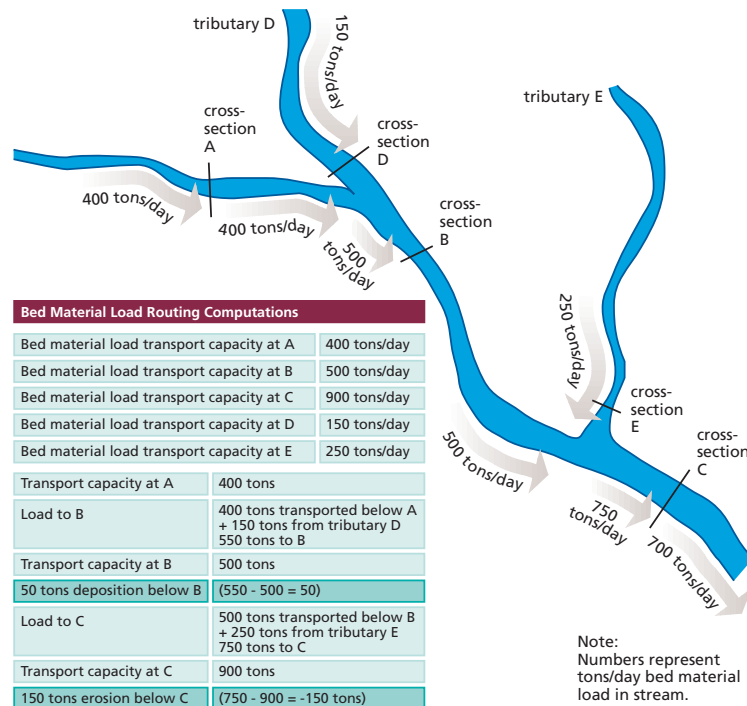 tributary D
150
tons/day
tributary E
cross-
section
A
cross-
section
D
cross-
section
B
400 tons/day
400 tons/day
500
tons/day
250 tons/day
cross-
section
E
cross-
section
C
500 tons/day
750
tons/day
700 tons/day
Bed Material Load Routing Computations
Bed material load transport capacity at A 400 tons/day
Bed material load transport capacity at B 500 tons/day
Bed material load transport capacity at C 900 tons/day
Bed material load transport capacity at D 150 tons/day
Bed material load transport capacity at E 250 tons/day
Transport capacity at A 400 tons
Load to B 400 tons transported below A
+ 150 tons from tributary D
550 tons to B
Transport capacity at B 500 tons
50 tons deposition below B (550 - 500 = 50)
Load to C 500 tons transported below B
+ 250 tons from tributary E
750 tons to C
Transport capacity at C 900 tons
150 tons erosion below C (750 - 900 = -150 tons)
Note:
Numbers represent
tons/day bed material
load in stream.